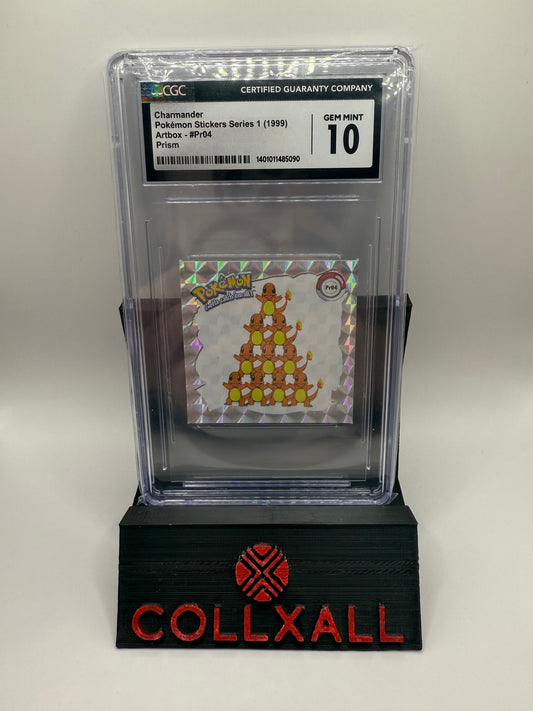 CGC
CERTIFIED GUARANTY COMPANY
Charmander
Pokémon Stickers Series 1 (1999)
Artbox - #Pr04
Prism
GEM MINT
10
1401011485090
POKéMON
Pr04
COLLXALL